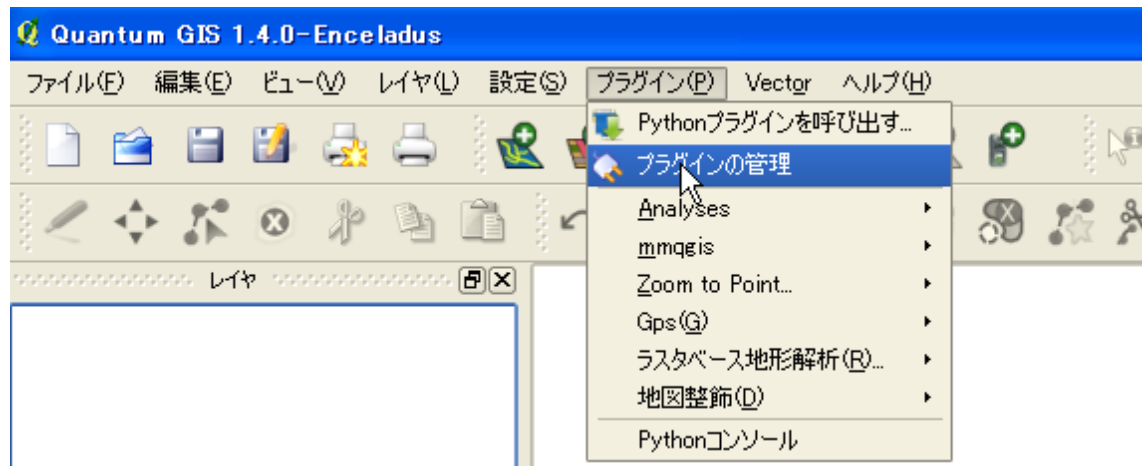 Quantum GIS 1.4.0-Enceladus
ファイル(F) 編集(E) ビュー(V) レイヤ(L) 設定(S) プラグイン(P) Vector ヘルプ(H)
Pythonプラグインを呼び出す...
プラグインの管理
Analyses
mmqgis
Zoom to Point...
Gps(G)
ラスタベース地形解析(R)...
地図整飾(D)
Pythonコンソール
レイヤ